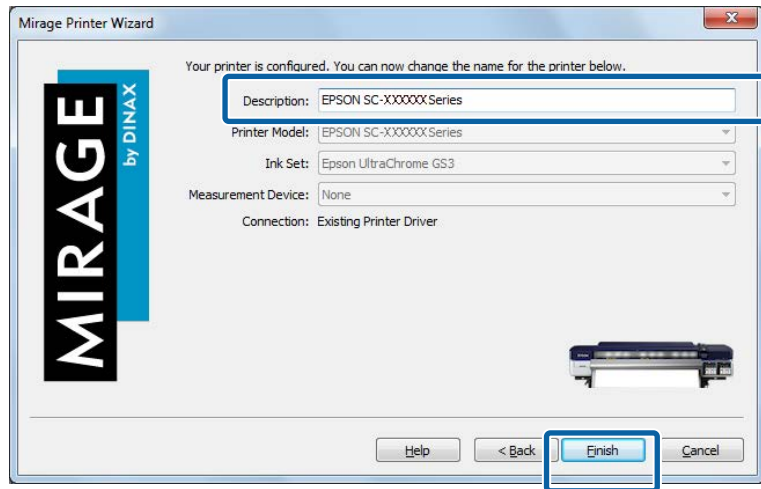 Mirage Printer Wizard
Your printer is configured. You can now change the name for the printer below.
Description: EPSON SC-XXXXXX Series
Printer Model: EPSON SC-XXXXXX Series
Ink Set: Epson UltraChrome GS3
Measurement Device: None
Connection: Existing Printer Driver
MIRAGE
by DINAX
Help < Back Finish Cancel